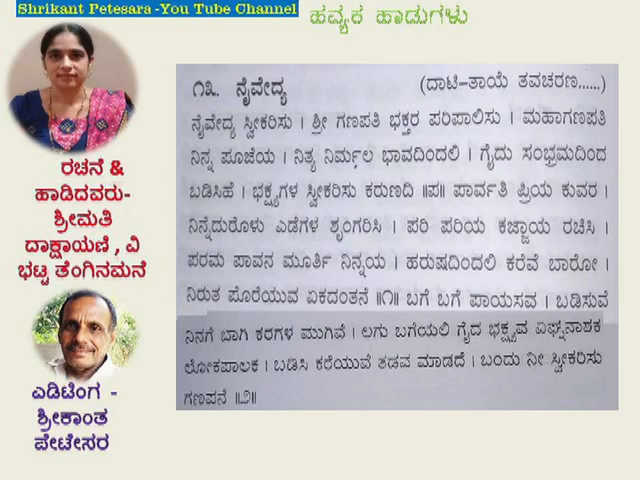 Shrikant Petesara -You Tube Channel
ಹವ್ಯಕ ಹಾಡುಗಳು
೧೩. ನೈವೇದ್ಯ (ದಾಟಿ-ತಾಯೆ ತವಚರಣ......)
ನೈವೇದ್ಯ ಸ್ವೀಕರಿಸು । ಶ್ರೀ ಗಣಪತಿ ಭಕ್ತರ ಪರಿಪಾಲಿಸು । ಮಹಾಗಣಪತಿ
ನಿನ್ನ ಪೂಜೆಯ । ನಿತ್ಯ ನಿರ್ಮಲ ಭಾವದಿಂದಲಿ । ಗೈದು ಸಂಭ್ರಮದಿಂದ
ಬಡಿಸಿಹೆ । ಭಕ್ಷ್ಯಗಳ ಸ್ವೀಕರಿಸು ಕರುಣದಿ ॥ಪ॥ ಪಾರ್ವತಿ ಪ್ರಿಯ ಕುವರ ।
ನಿನ್ನೆದುರೊಳು ಎಡೆಗಳ ಶೃಂಗರಿಸಿ । ಪರಿ ಪರಿಯ ಕಜ್ಜಾಯ ರಚಿಸಿ ।
ಪರಮ ಪಾವನ ಮೂರ್ತಿ ನಿನ್ನಯ । ಹರುಷದಿಂದಲಿ ಕರೆವೆ ಬಾರೋ ।
ನಿರುತ ಪೊರೆಯುವ ಏಕದಂತನೆ ॥೧॥ ಬಗೆ ಬಗೆ ಪಾಯಸವ । ಬಡಿಸುವೆ
ನಿನಗೆ ಬಾಗಿ ಕರಗಳ ಮುಗಿವೆ । ಲಗು ಬಗೆಯಲಿ ಗೈದ ಭಕ್ಷ್ಯವ ವಿಘ್ನನಾಶಕ
ಲೋಕಪಾಲಕ । ಬಡಿಸಿ ಕರೆಯುವೆ ತಡವ ಮಾಡದೆ । ಬಂದು ನೀ ಸ್ವೀಕರಿಸು
ಗಣಪನೆ ॥೨॥
ರಚನೆ &
ಹಾಡಿದವರು-
ಶ್ರೀಮತಿ
ದಾಕ್ಷಾಯಣಿ , ವಿ
ಭಟ್ಟ ತೆಂಗಿನಮನೆ
ಎಡಿಟಿಂಗ -
ಶ್ರೀಕಾಂತ
ಪೇಟೇಸರ